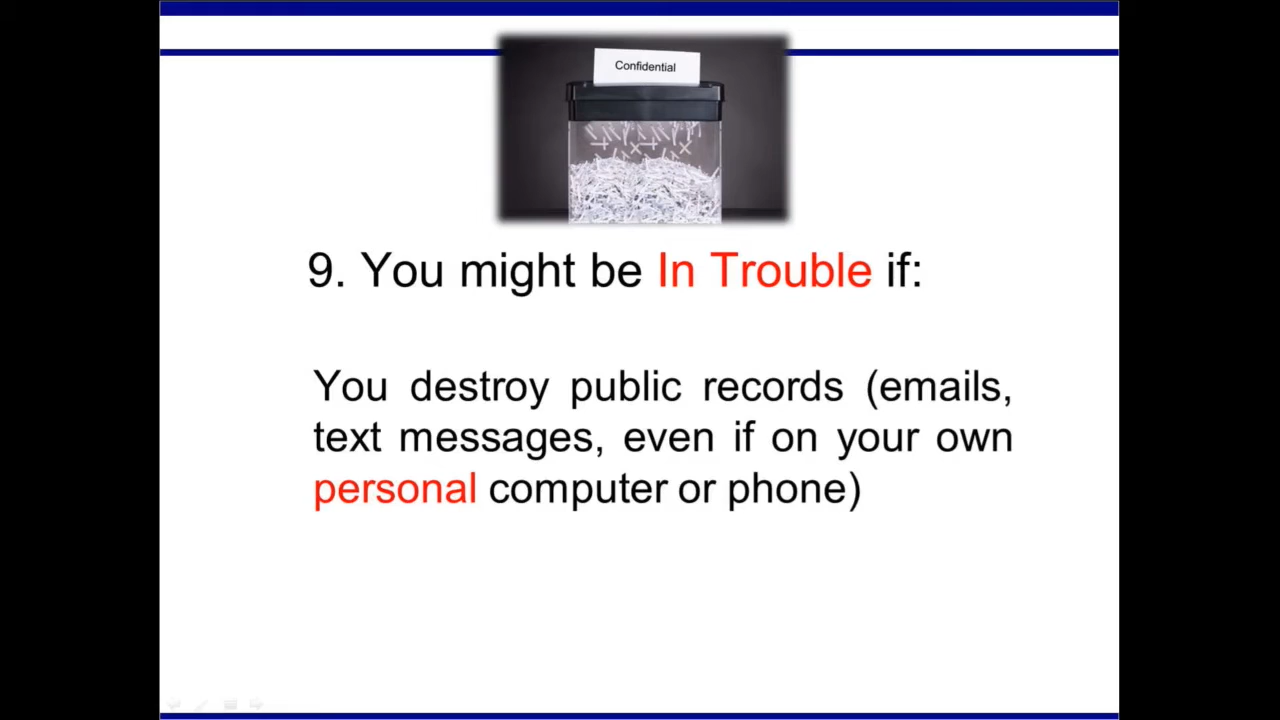 Confidential
9. You might be In Trouble if:
You destroy public records (emails,
text messages, even if on your own
personal computer or phone)